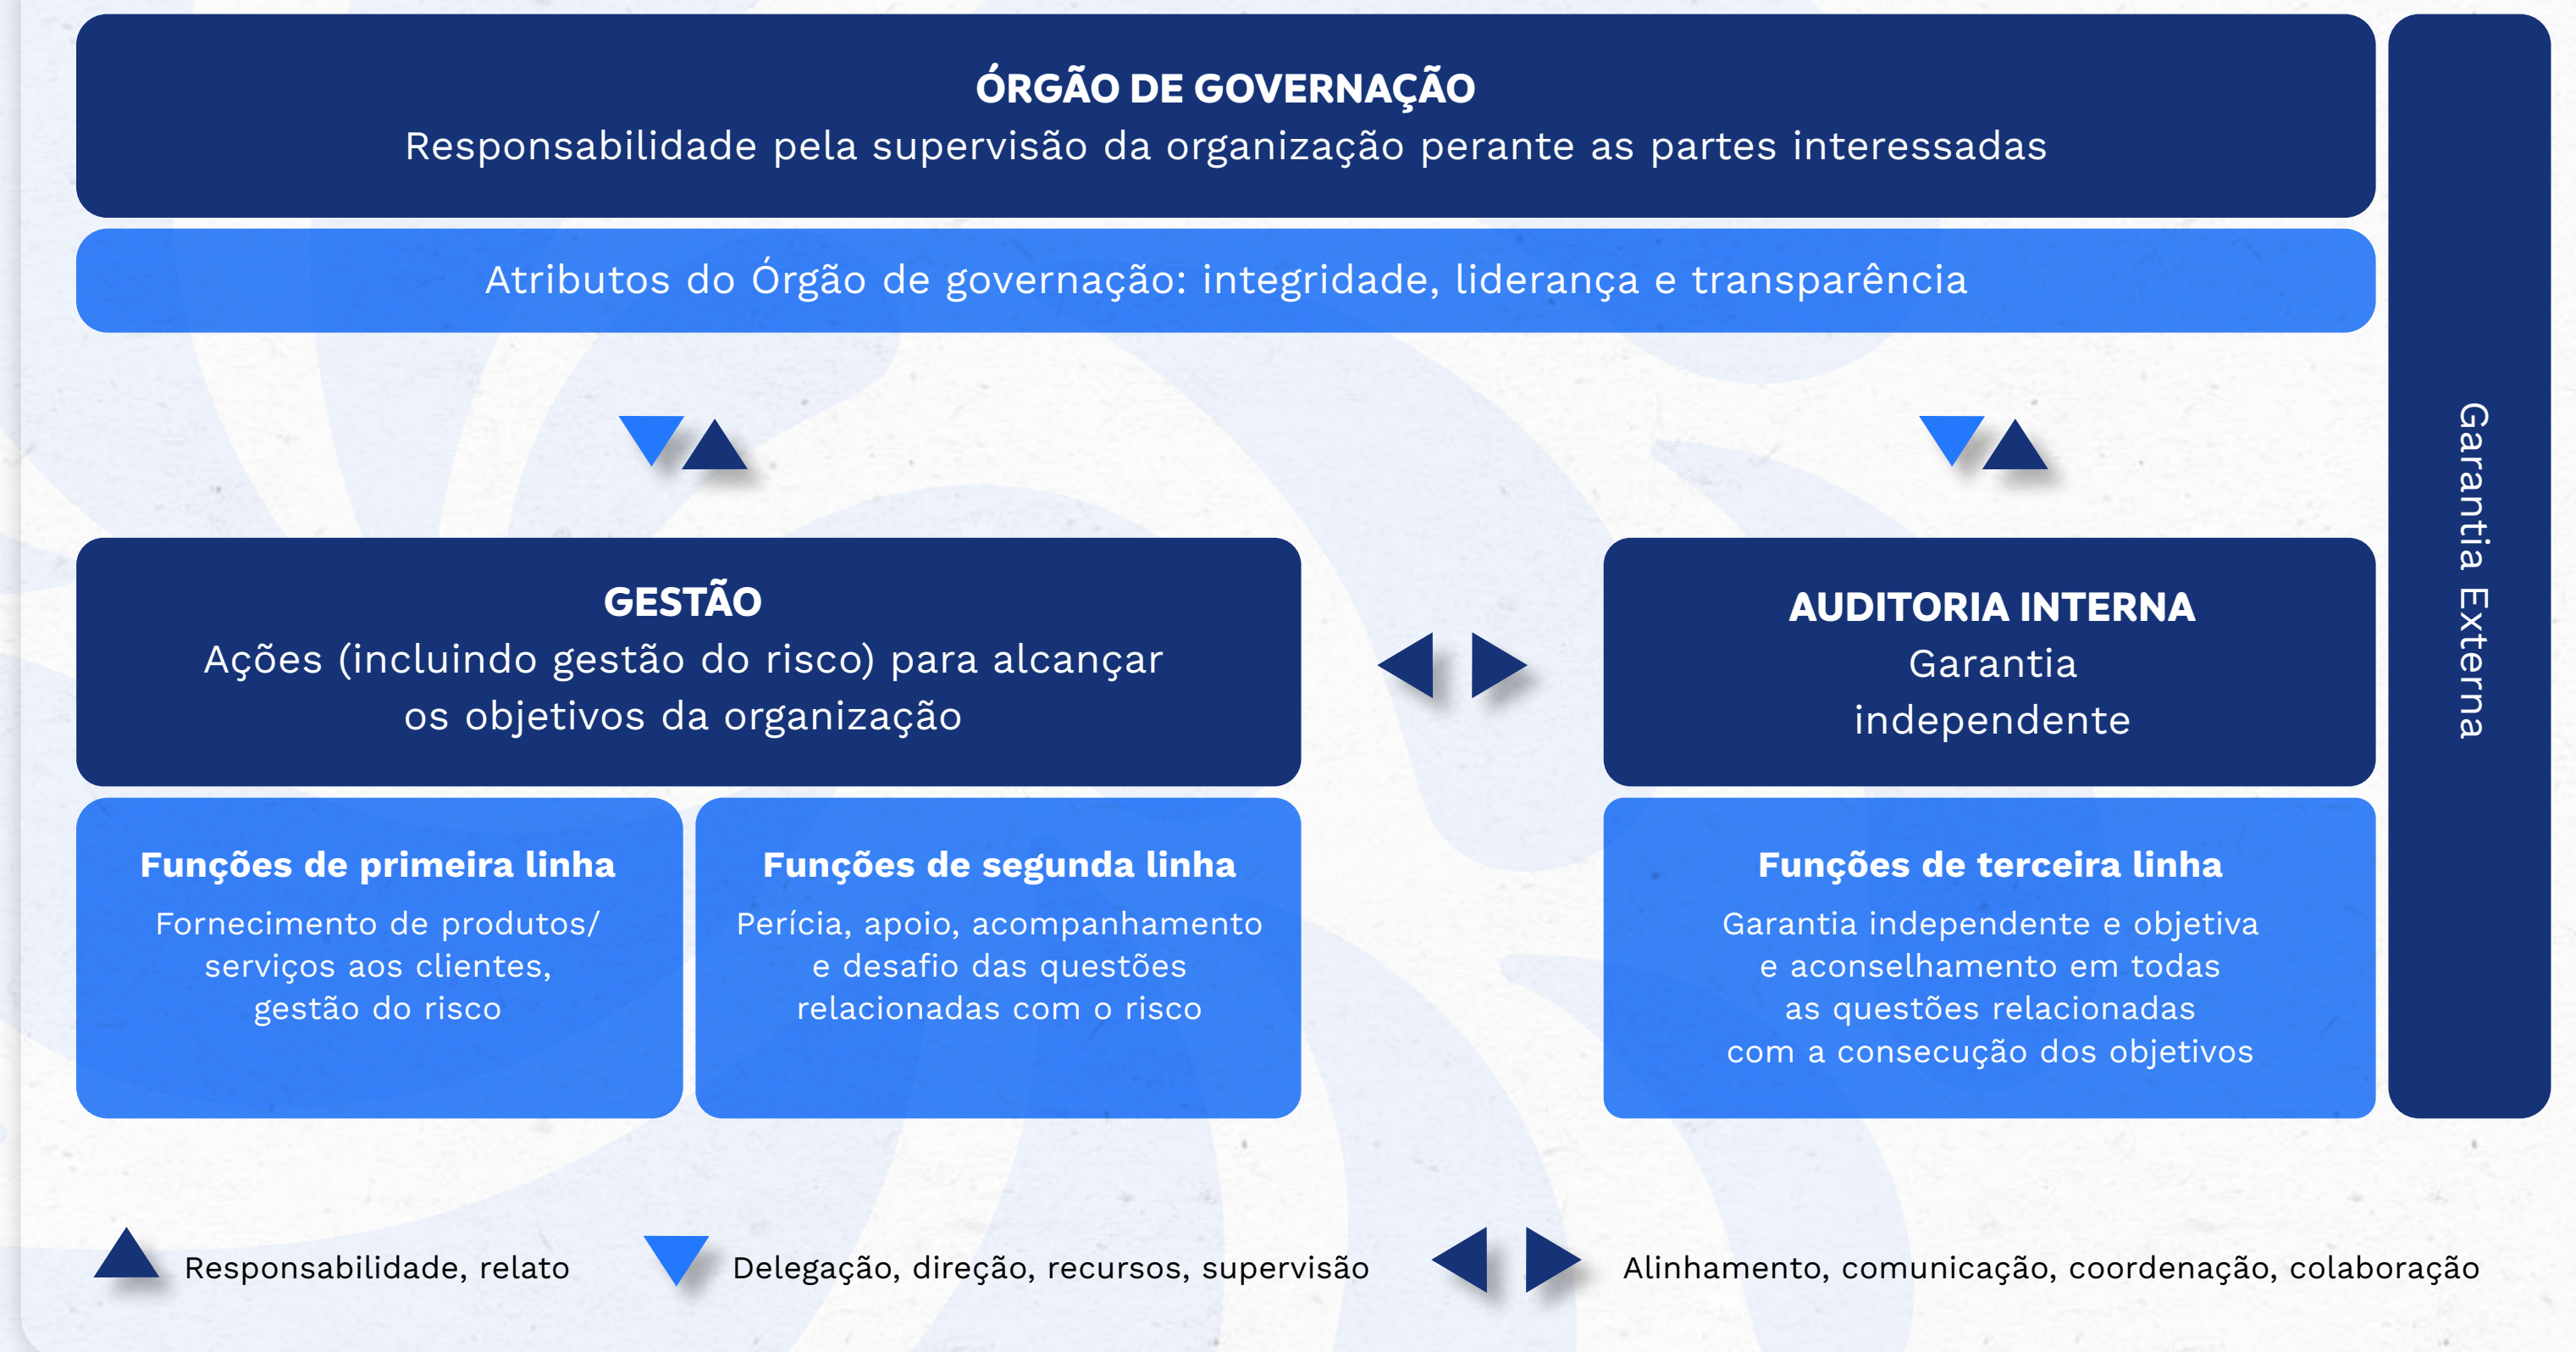 ÓRGÃO DE GOVERNAÇÃO
Responsabilidade pela supervisão da organização perante as partes interessadas
Atributos do Órgão de governação: integridade, liderança e transparência
GESTÃO
Ações (incluindo gestão do risco) para alcançar
os objetivos da organização
AUDITORIA INTERNA
Garantia
independente
Funções de primeira linha
Fornecimento de produtos/
serviços aos clientes,
gestão do risco
Funções de segunda linha
Perícia, apoio, acompanhamento
e desafio das questões
relacionadas com o risco
Funções de terceira linha
Garantia independente e objetiva
e aconselhamento em todas
as questões relacionadas
com a consecução dos objetivos
Garantia Externa
Responsabilidade, relato
Delegação, direção, recursos, supervisão
Alinhamento, comunicação, coordenação, colaboração